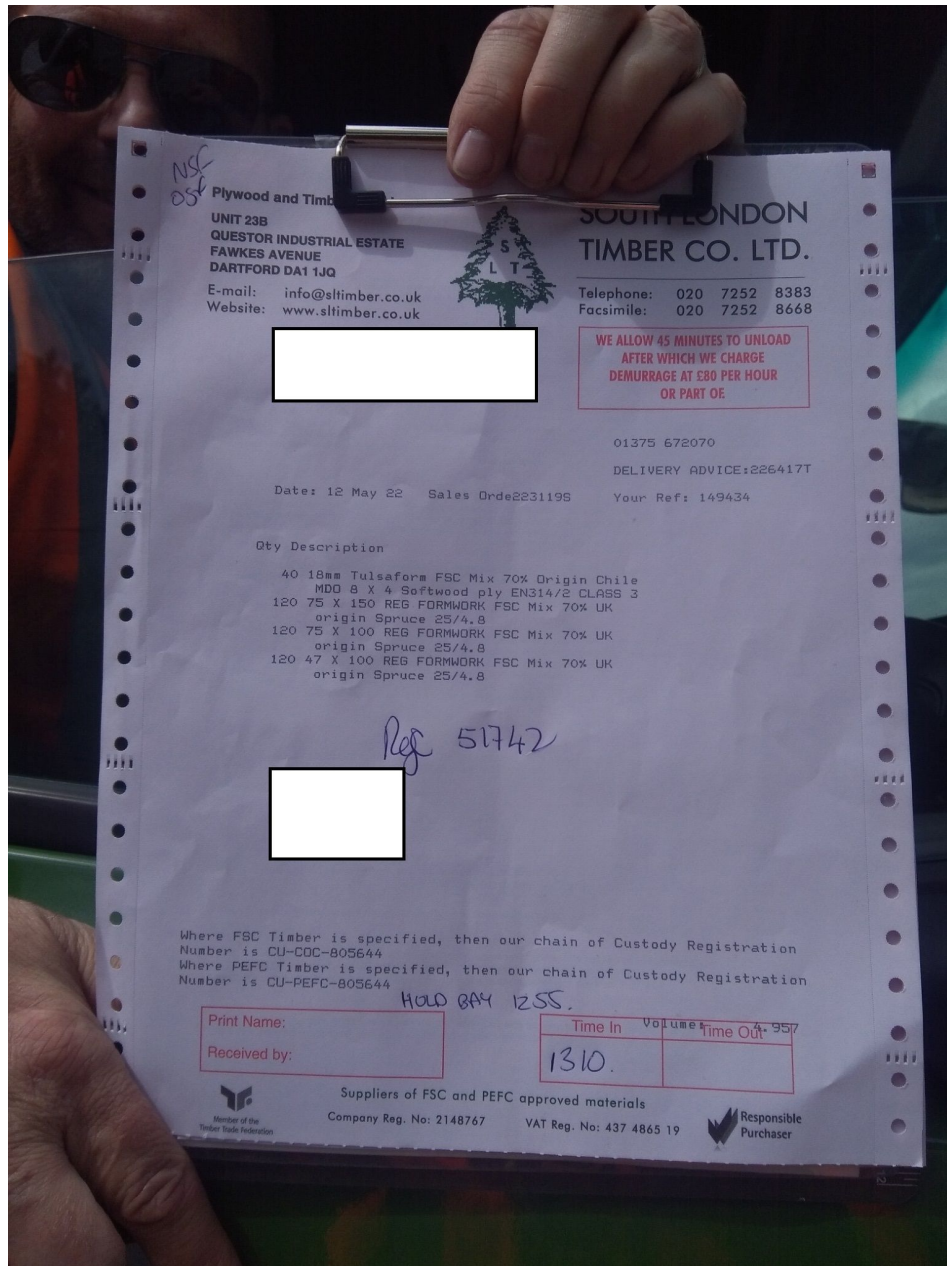 NSF
OSF
Plywood and Timb
UNIT 23B
QUESTOR INDUSTRIAL ESTATE
FAWKES AVENUE
DARTFORD DA1 1JQ
E-mail: info@sltimber.co.uk
Website: www.sltimber.co.uk
S
L T
SOUTH LONDON
TIMBER CO. LTD.
Telephone: 020 7252 8383
Facsimile: 020 7252 8668
WE ALLOW 45 MINUTES TO UNLOAD
AFTER WHICH WE CHARGE
DEMURRAGE AT £80 PER HOUR
OR PART OF
01375 672070
DELIVERY ADVICE:226417T
Date: 12 May 22 Sales Orde223119S Your Ref: 149434
Qty Description
40 18mm Tulsaform FSC Mix 70% Origin Chile
MDO 8 X 4 Softwood ply EN314/2 CLASS 3
120 75 X 150 REG FORMWORK FSC Mix 70% UK
origin Spruce 25/4.8
120 75 X 100 REG FORMWORK FSC Mix 70% UK
origin Spruce 25/4.8
120 47 X 100 REG FORMWORK FSC Mix 70% UK
origin Spruce 25/4.8
Ref 51742
Where FSC Timber is specified, then our chain of Custody Registration
Number is CU-COC-805644
Where PEFC Timber is specified, then our chain of Custody Registration
Number is CU-PEFC-805644
HOLD BAY 1255.
Print Name:
Received by:
Volume: 4.957
Time In Time Out
1310.
Suppliers of FSC and PEFC approved materials
Company Reg. No: 2148767 VAT Reg. No: 437 4865 19
Member of the
Timber Trade Federation
Responsible
Purchaser